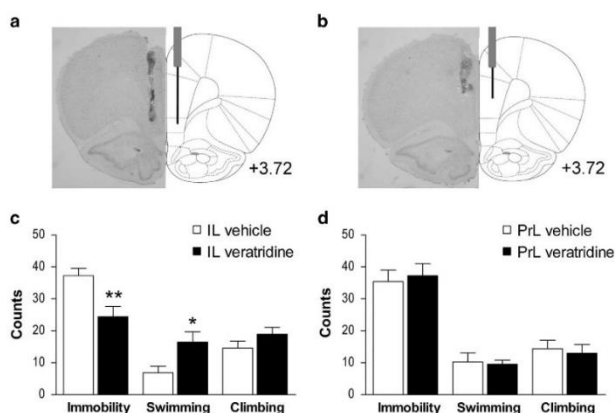 a
b
+3.72
+3.72
c
IL vehicle
IL veratridine
50
40
30
20
10
0
Counts
**
*
Immobility Swimming Climbing
d
PrL vehicle
PrL veratridine
50
40
30
20
10
0
Counts
Immobility Swimming Climbing